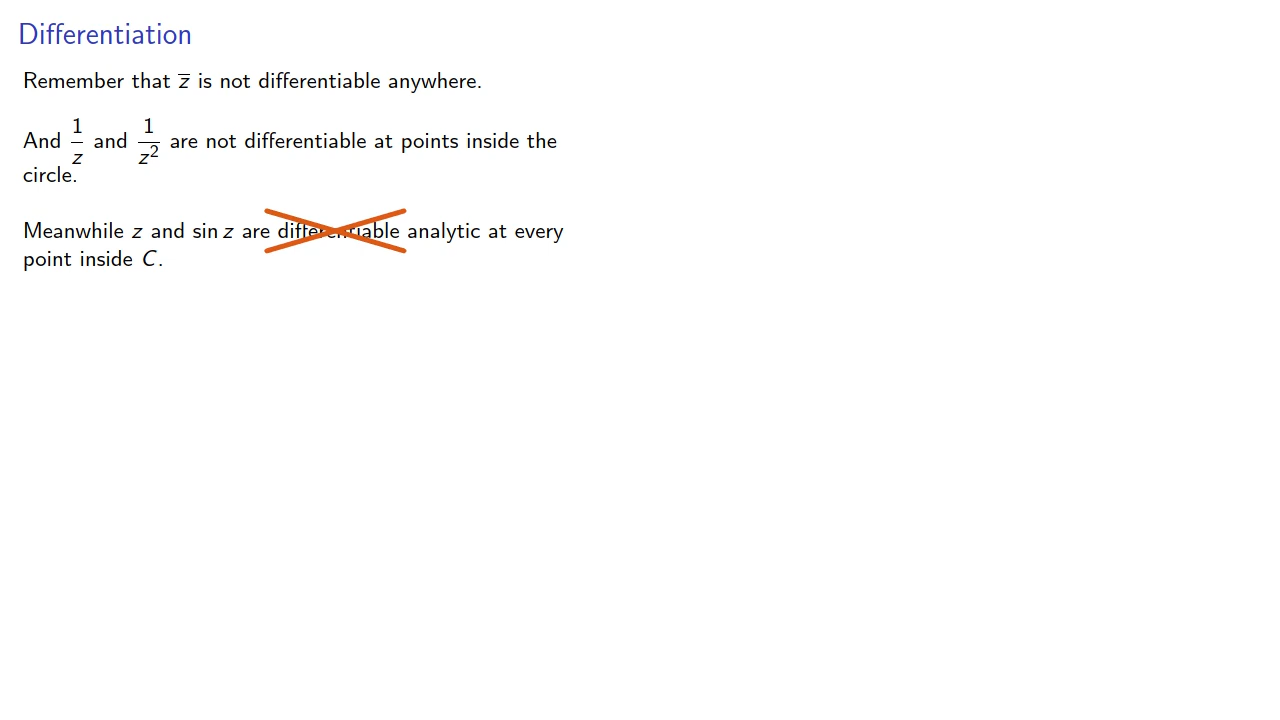 Differentiation
Remember that z̅ is not differentiable anywhere.
And 1/z and 1/z² are not differentiable at points inside the
circle.
Meanwhile z and sin z are differentiable analytic at every
point inside C.